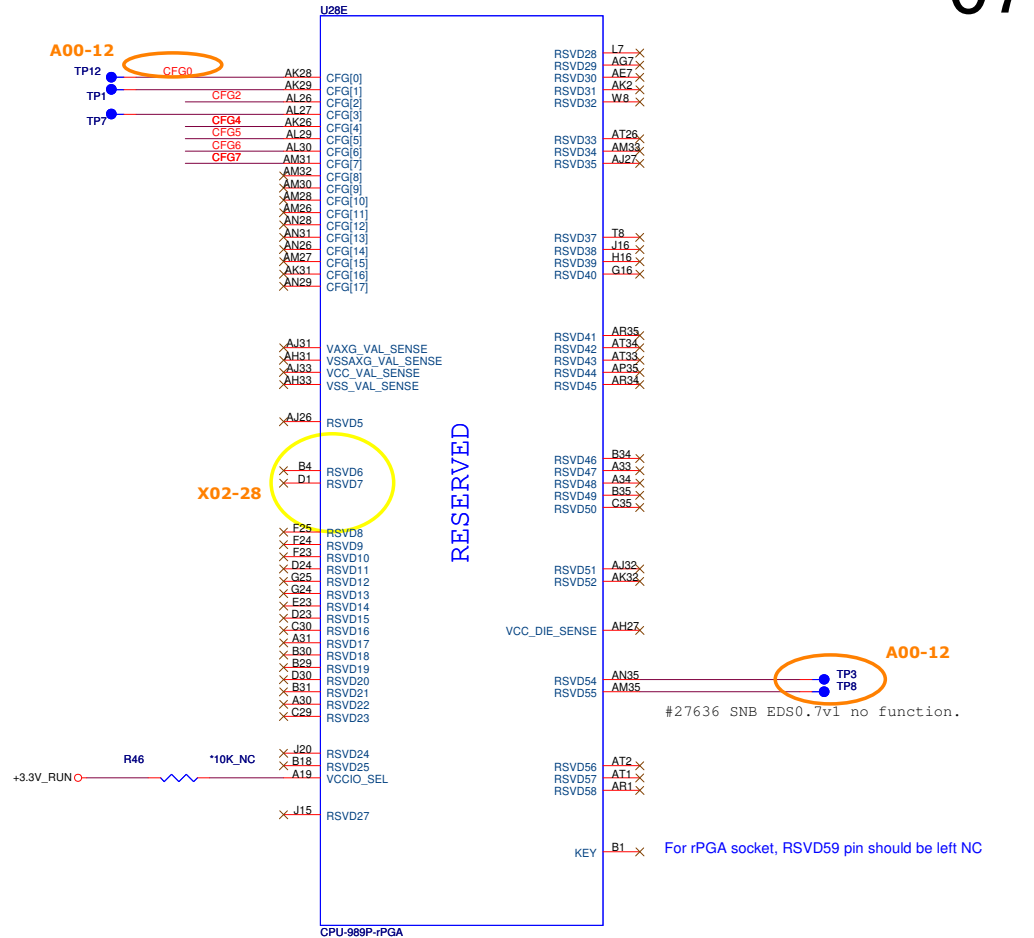 U28E
A00-12
TP12 CFG0 AK28 CFG[0]
TP1 AK29 CFG[1]
CFG2 AL26 CFG[2]
TP7 AL27 CFG[3]
CFG4 AK26 CFG[4]
CFG5 AL29 CFG[5]
CFG6 AL30 CFG[6]
CFG7 AM31 CFG[7]
AM32 CFG[8]
AM30 CFG[9]
AM28 CFG[10]
AM26 CFG[11]
AN28 CFG[12]
AN31 CFG[13]
AN26 CFG[14]
AM27 CFG[15]
AK31 CFG[16]
AN29 CFG[17]
AJ31 VAXG_VAL_SENSE
AH31 VSSAXG_VAL_SENSE
AJ33 VCC_VAL_SENSE
AH33 VSS_VAL_SENSE
AJ26 RSVD5
B4 RSVD6
D1 RSVD7
X02-28
F25 RSVD8
F24 RSVD9
F23 RSVD10
D24 RSVD11
G25 RSVD12
G24 RSVD13
E23 RSVD14
D23 RSVD15
C30 RSVD16
A31 RSVD17
B30 RSVD18
B29 RSVD19
D30 RSVD20
B31 RSVD21
A30 RSVD22
C29 RSVD23
J20 RSVD24
B18 RSVD25
+3.3V_RUN R46 *10K_NC A19 VCCIO_SEL
J15 RSVD27
RESERVED
RSVD28 L7
RSVD29 AG7
RSVD30 AE7
RSVD31 AK2
RSVD32 W8
RSVD33 AT26
RSVD34 AM33
RSVD35 AJ27
RSVD37 T8
RSVD38 J16
RSVD39 H16
RSVD40 G16
RSVD41 AR35
RSVD42 AT34
RSVD43 AT33
RSVD44 AP35
RSVD45 AR34
RSVD46 B34
RSVD47 A33
RSVD48 A34
RSVD49 B35
RSVD50 C35
RSVD51 AJ32
RSVD52 AK32
VCC_DIE_SENSE AH27
A00-12
RSVD54 AN35 TP3
RSVD55 AM35 TP8
#27636 SNB EDS0.7v1 no function.
RSVD56 AT2
RSVD57 AT1
RSVD58 AR1
KEY B1 For rPGA socket, RSVD59 pin should be left NC
CPU-989P-rPGA